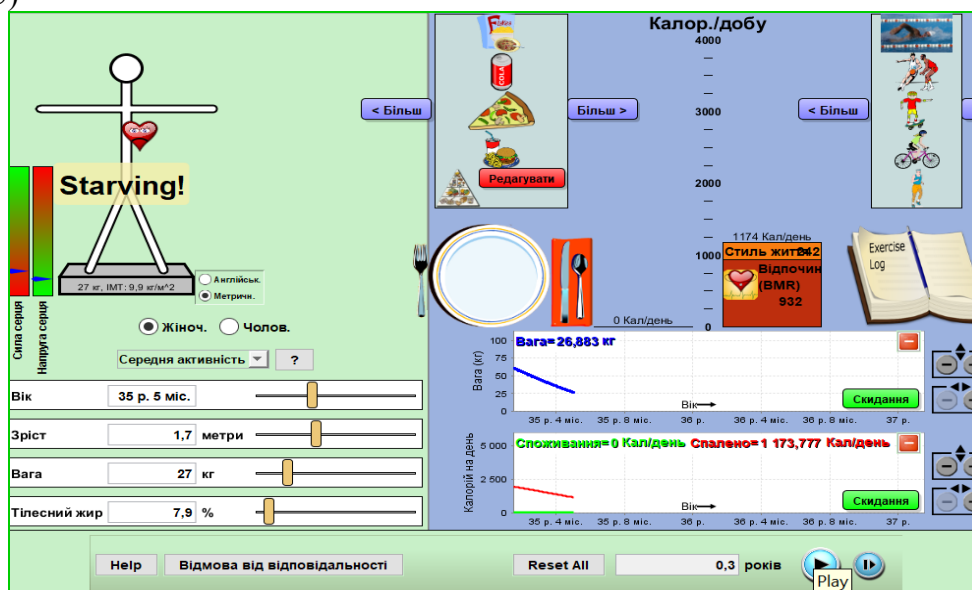 Starving!
27 кг, ІМТ: 9,9 кг/м^2
Англійськ.
Метричн.
Сила серця
Напруга серця
Жіноч.
Чолов.
Середня активність
?
Вік
35 р. 5 міс.
Зріст
1,7 метри
Вага
27 кг
Тілесний жир
7,9 %
Калор./добу
4000
3000
2000
1000
0
COLA
< Більш
Більш >
< Більш
Редагувати
1174 Кал/день
Стиль життя 242
Відпочин
(BMR)
932
0 Кал/день
Exercise
Log
Вага (кг)
100
75
50
25
0
Вага=26,883 кг
Вік
Скидання
35 р. 4 міс. 35 р. 8 міс. 36 р. 36 р. 4 міс. 36 р. 8 міс. 37 р.
Калорій на день
5 000
2 500
0
Споживання=0 Кал/день Спалено=1 173,777 Кал/день
Вік
Скидання
35 р. 4 міс. 35 р. 8 міс. 36 р. 36 р. 4 міс. 36 р. 8 міс. 37 р.
Help
Відмова від відповідальності
Reset All
0,3 років
Play